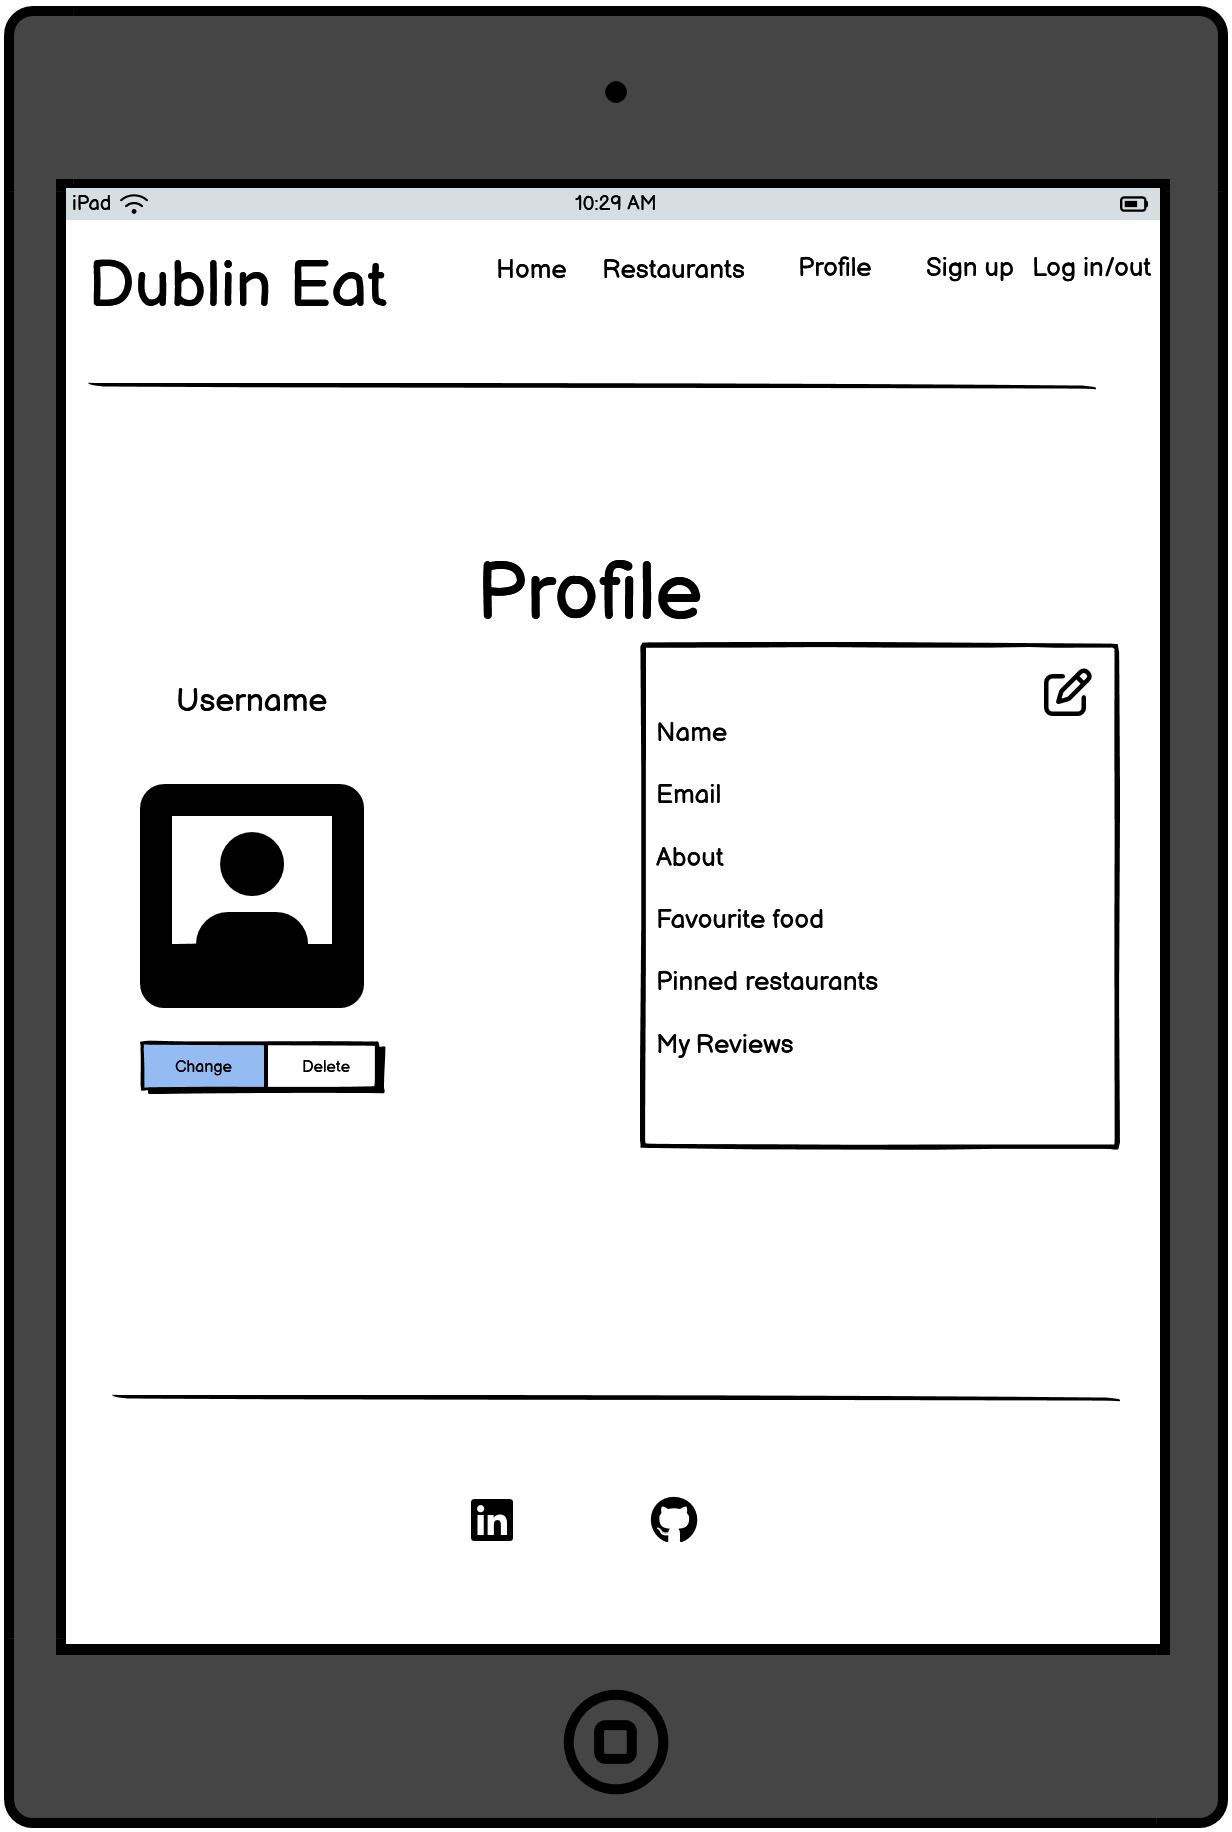 iPad 10:29 AM
Dublin Eat Home Restaurants Profile Sign up Log in/out
Profile
Username
Name
Email
About
Favourite food
Pinned restaurants
My Reviews
Change Delete
in